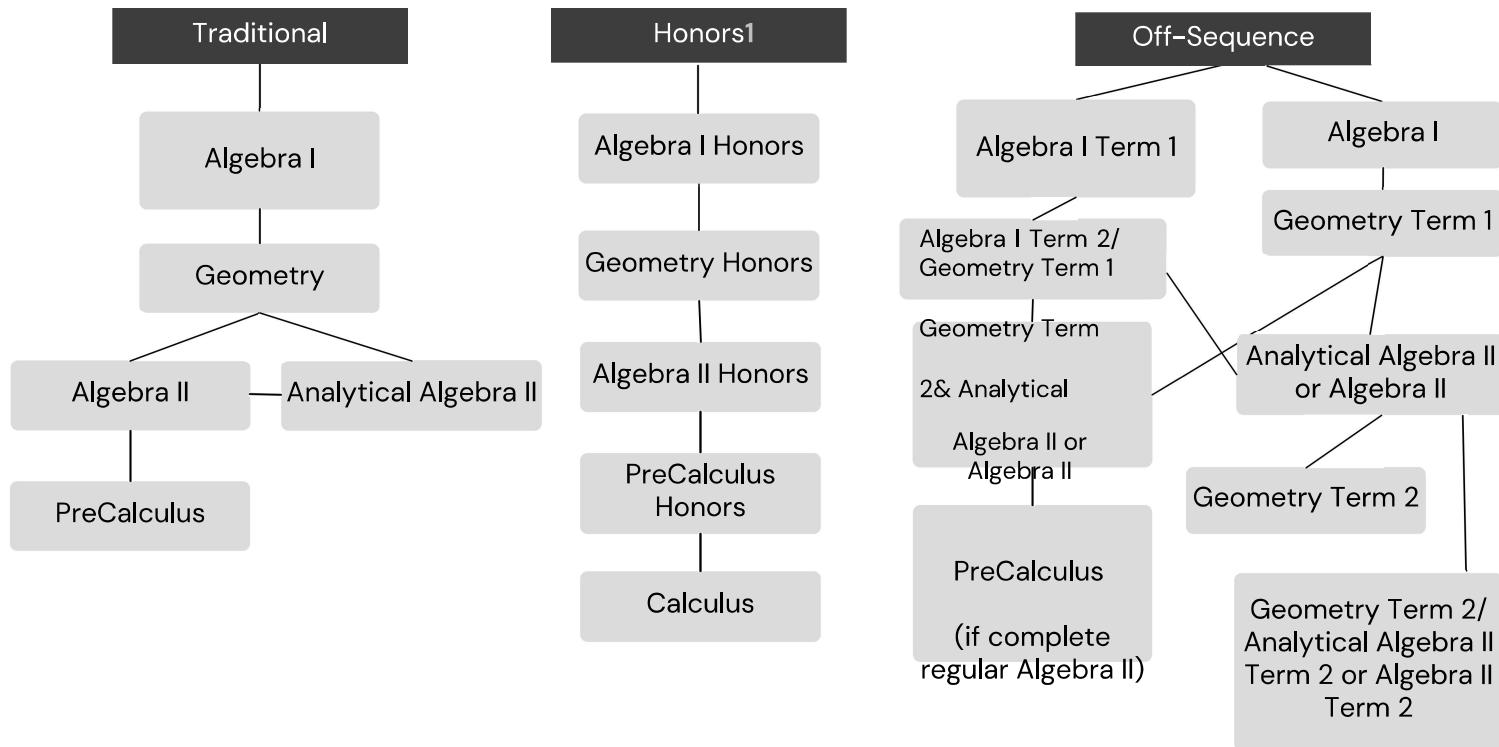 Traditional
Algebra I
Geometry
Algebra II
Analytical Algebra II
PreCalculus
Honors1
Algebra I Honors
Geometry Honors
Algebra II Honors
PreCalculus
Honors
Calculus
Off-Sequence
Algebra I Term 1
Algebra I Term 2/
Geometry Term 1
Geometry Term
2& Analytical
Algebra II or
Algebra II
PreCalculus
(if complete
regular Algebra II)
Algebra I
Geometry Term 1
Analytical Algebra II
or Algebra II
Geometry Term 2
Geometry Term 2/
Analytical Algebra II
Term 2 or Algebra II
Term 2